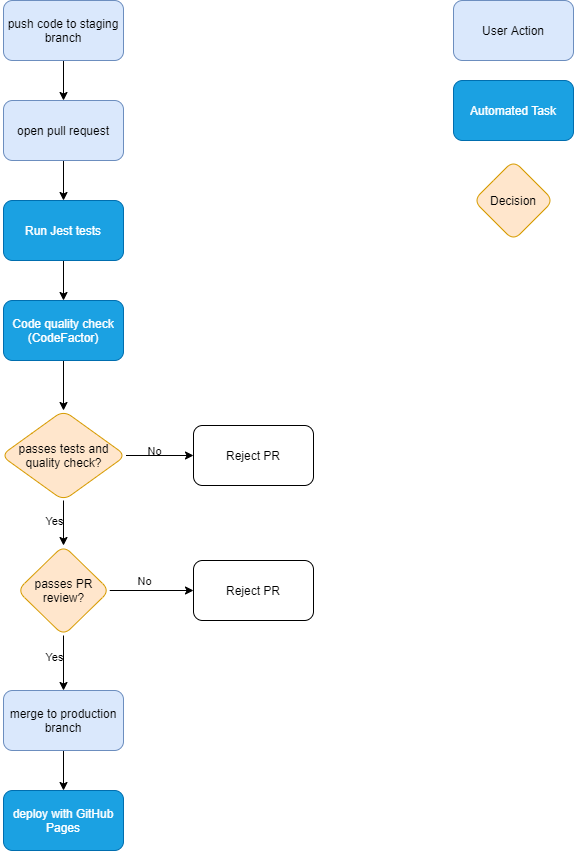 push code to staging
branch
User Action
open pull request
Automated Task
Run Jest tests
Decision
Code quality check
(CodeFactor)
passes tests and
quality check?
No
Reject PR
Yes
passes PR
review?
No
Reject PR
Yes
merge to production
branch
deploy with GitHub
Pages